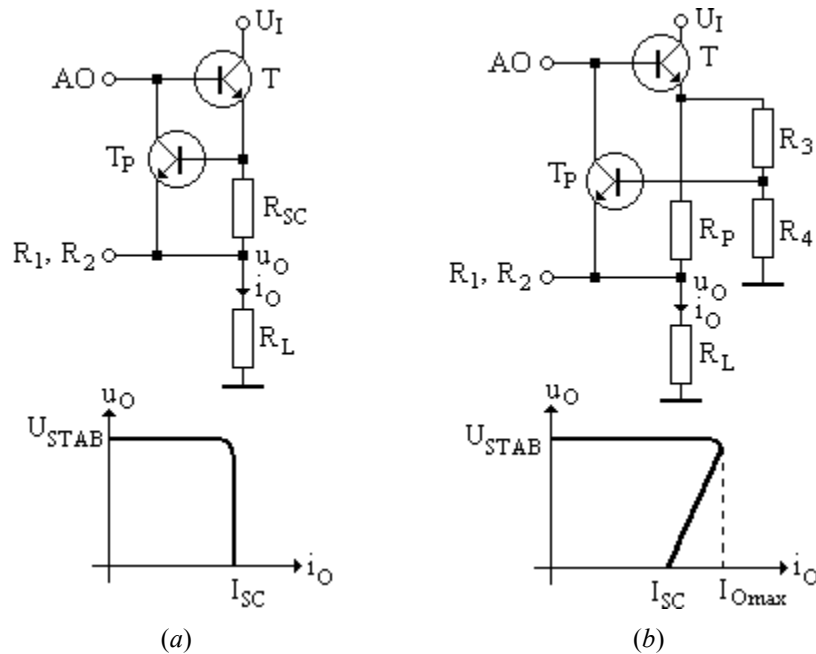 U_I
AO
T
T_P
R_SC
R_1, R_2
u_O
i_O
R_L
u_O
U_STAB
i_O
I_SC
(a)
U_I
AO
T
R_3
T_P
R_P
R_4
R_1, R_2
u_O
i_O
R_L
u_O
U_STAB
i_O
I_SC
I_Omax
(b)